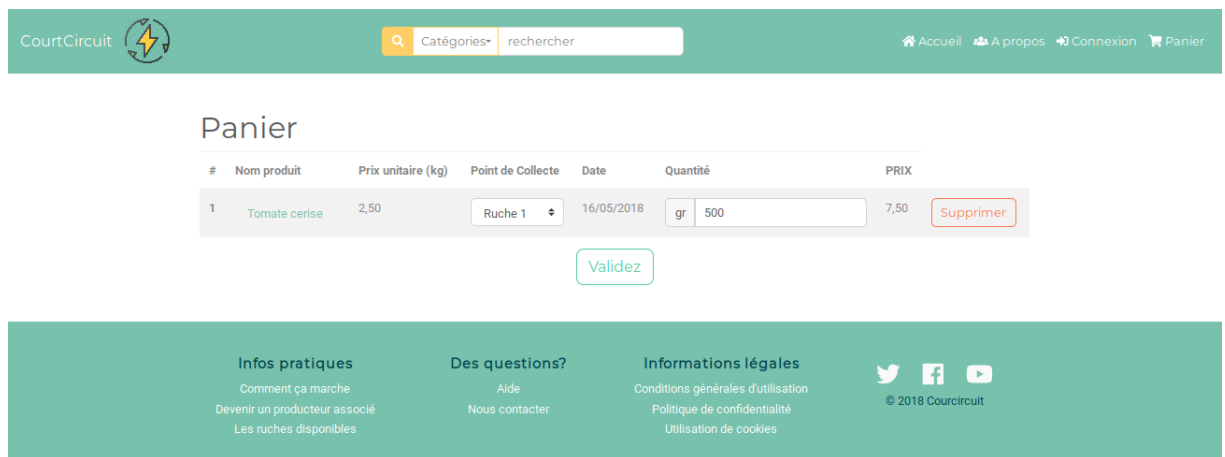 CourtCircuit
Catégories rechercher
Accueil A propos Connexion Panier
Panier
# Nom produit Prix unitaire (kg) Point de Collecte Date Quantité PRIX
1 Tomate cerise 2,50 Ruche 1 16/05/2018 gr 500 7,50 Supprimer
Validez
Infos pratiques
Comment ça marche
Devenir un producteur associé
Les ruches disponibles
Des questions?
Aide
Nous contacter
Informations légales
Conditions générales d'utilisation
Politique de confidentialité
Utilisation de cookies
© 2018 Courcircuit